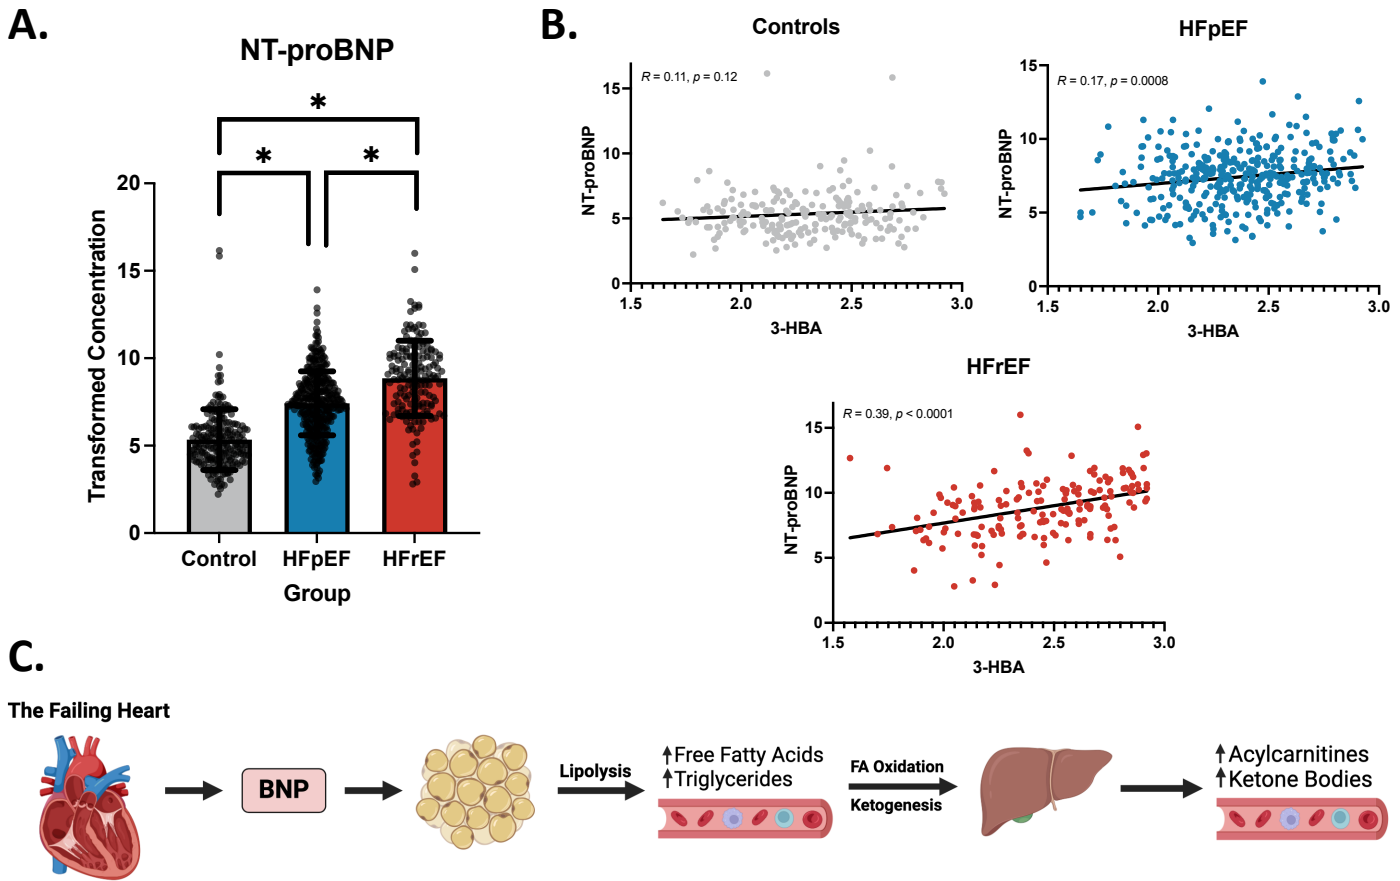 A.
NT-proBNP
*
*
*
Transformed Concentration
20
15
10
5
0
Control
HFpEF
HFrEF
Group
B.
Controls
R = 0.11, p = 0.12
NT-proBNP
15
10
5
0
1.5
2.0
2.5
3.0
3-HBA
HFpEF
R = 0.17, p = 0.0008
NT-proBNP
15
10
5
0
1.5
2.0
2.5
3.0
3-HBA
HFrEF
R = 0.39, p < 0.0001
NT-proBNP
15
10
5
0
1.5
2.0
2.5
3.0
3-HBA
C.
The Failing Heart
BNP
Lipolysis
Free Fatty Acids
Triglycerides
FA Oxidation
Ketogenesis
Acylcarnitines
Ketone Bodies